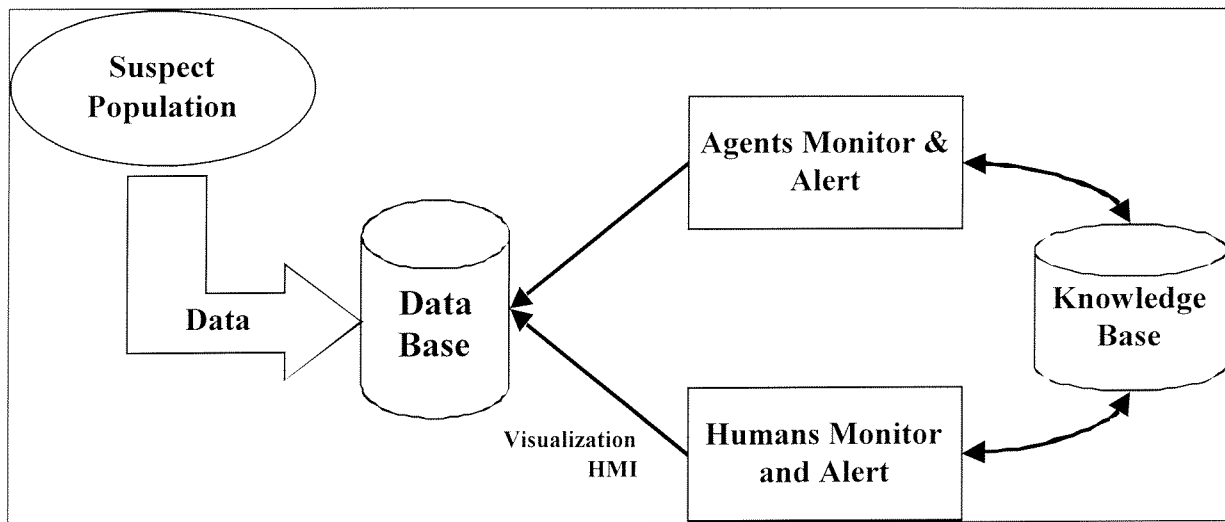 Suspect
Population
Data
Data
Base
Agents Monitor &
Alert
Knowledge
Base
Visualization
HMI
Humans Monitor
and Alert